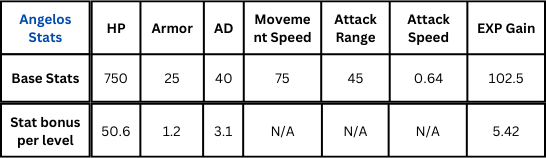 Angelos Stats HP Armor AD Moveme nt Speed Attack Range Attack Speed EXP Gain
Base Stats 750 25 40 75 45 0.64 102.5
Stat bonus per level 50.6 1.2 3.1 N/A N/A N/A 5.42